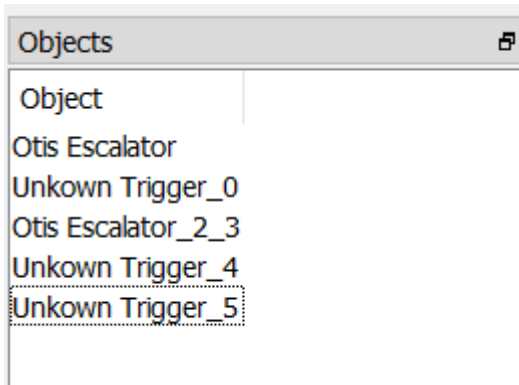 Objects
Object
Otis Escalator
Unkown Trigger_0
Otis Escalator_2_3
Unkown Trigger_4
Unkown Trigger_5